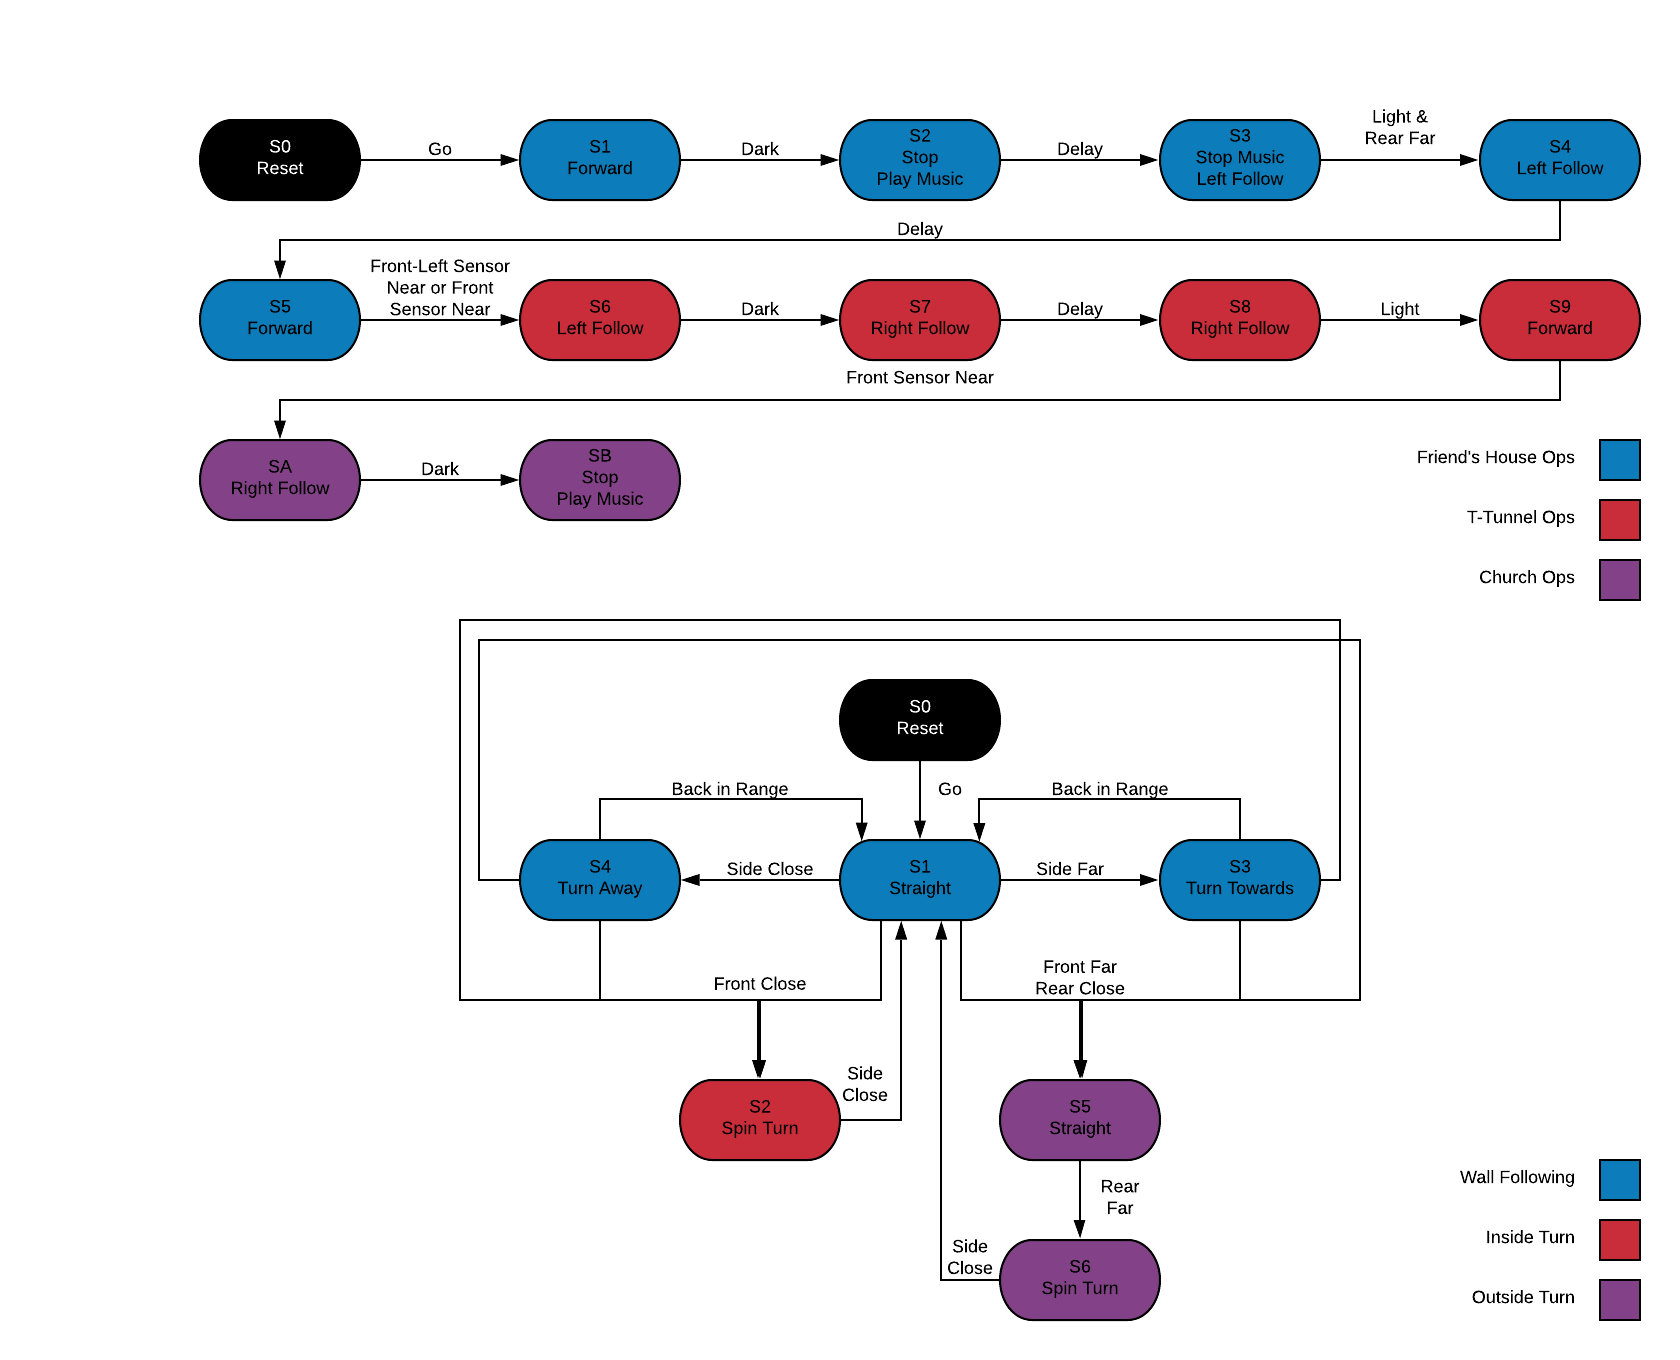 S0
Reset
Go
S1
Forward
Dark
S2
Stop
Play Music
Delay
S3
Stop Music
Left Follow
Light &
Rear Far
S4
Left Follow
Delay
S5
Forward
Front-Left Sensor
Near or Front
Sensor Near
S6
Left Follow
Dark
S7
Right Follow
Delay
S8
Right Follow
Light
S9
Forward
Front Sensor Near
SA
Right Follow
Dark
SB
Stop
Play Music
Friend's House Ops
T-Tunnel Ops
Church Ops
S0
Reset
Back in Range
Go
Back in Range
S4
Turn Away
Side Close
S1
Straight
Side Far
S3
Turn Towards
Front Close
Front Far
Rear Close
Side
Close
S2
Spin Turn
S5
Straight
Rear
Far
Side
Close
S6
Spin Turn
Wall Following
Inside Turn
Outside Turn